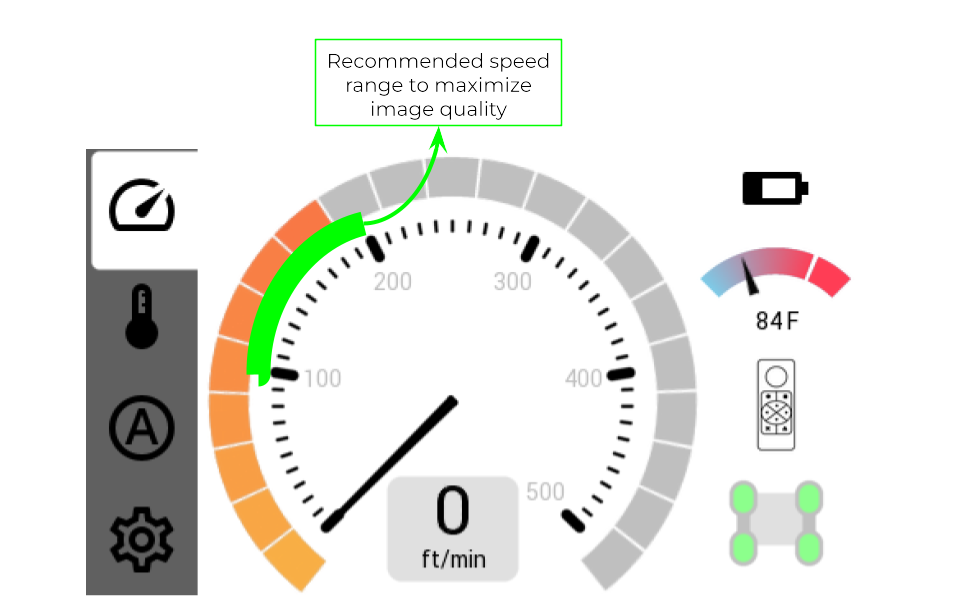 Recommended speed
range to maximize
image quality
200
300
100
400
500
84F
A
0
ft/min